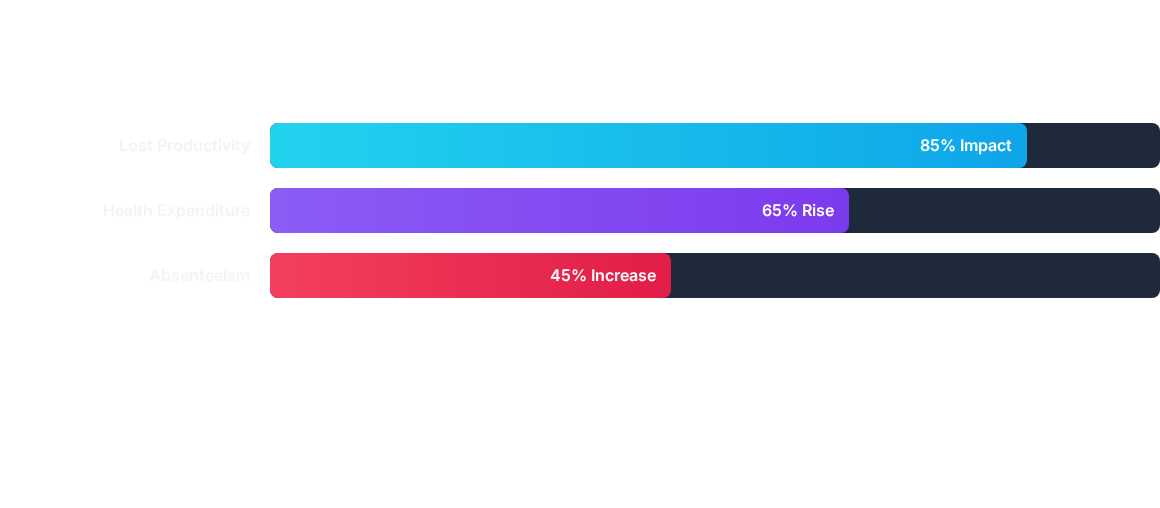 Lost Productivity
85% Impact
Health Expenditure
65% Rise
Absenteeism
45% Increase